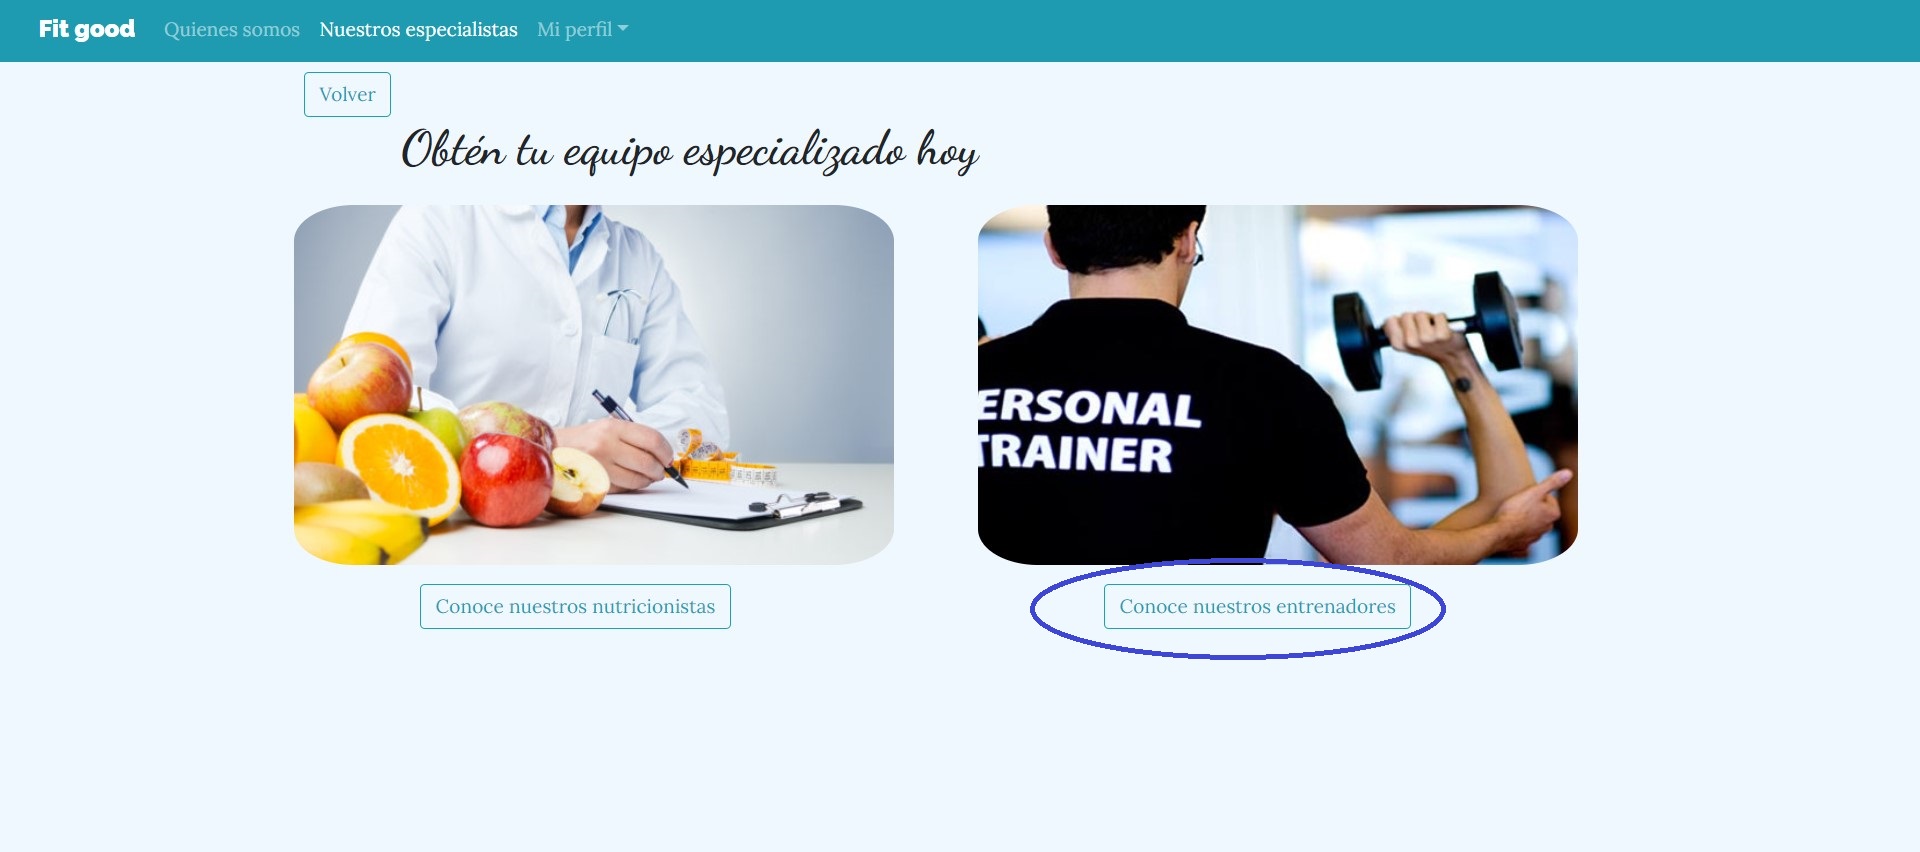 Fit good Quienes somos Nuestros especialistas Mi perfil
Volver
Obtén tu equipo especializado hoy
ERSONAL
TRAINER
Conoce nuestros nutricionistas
Conoce nuestros entrenadores